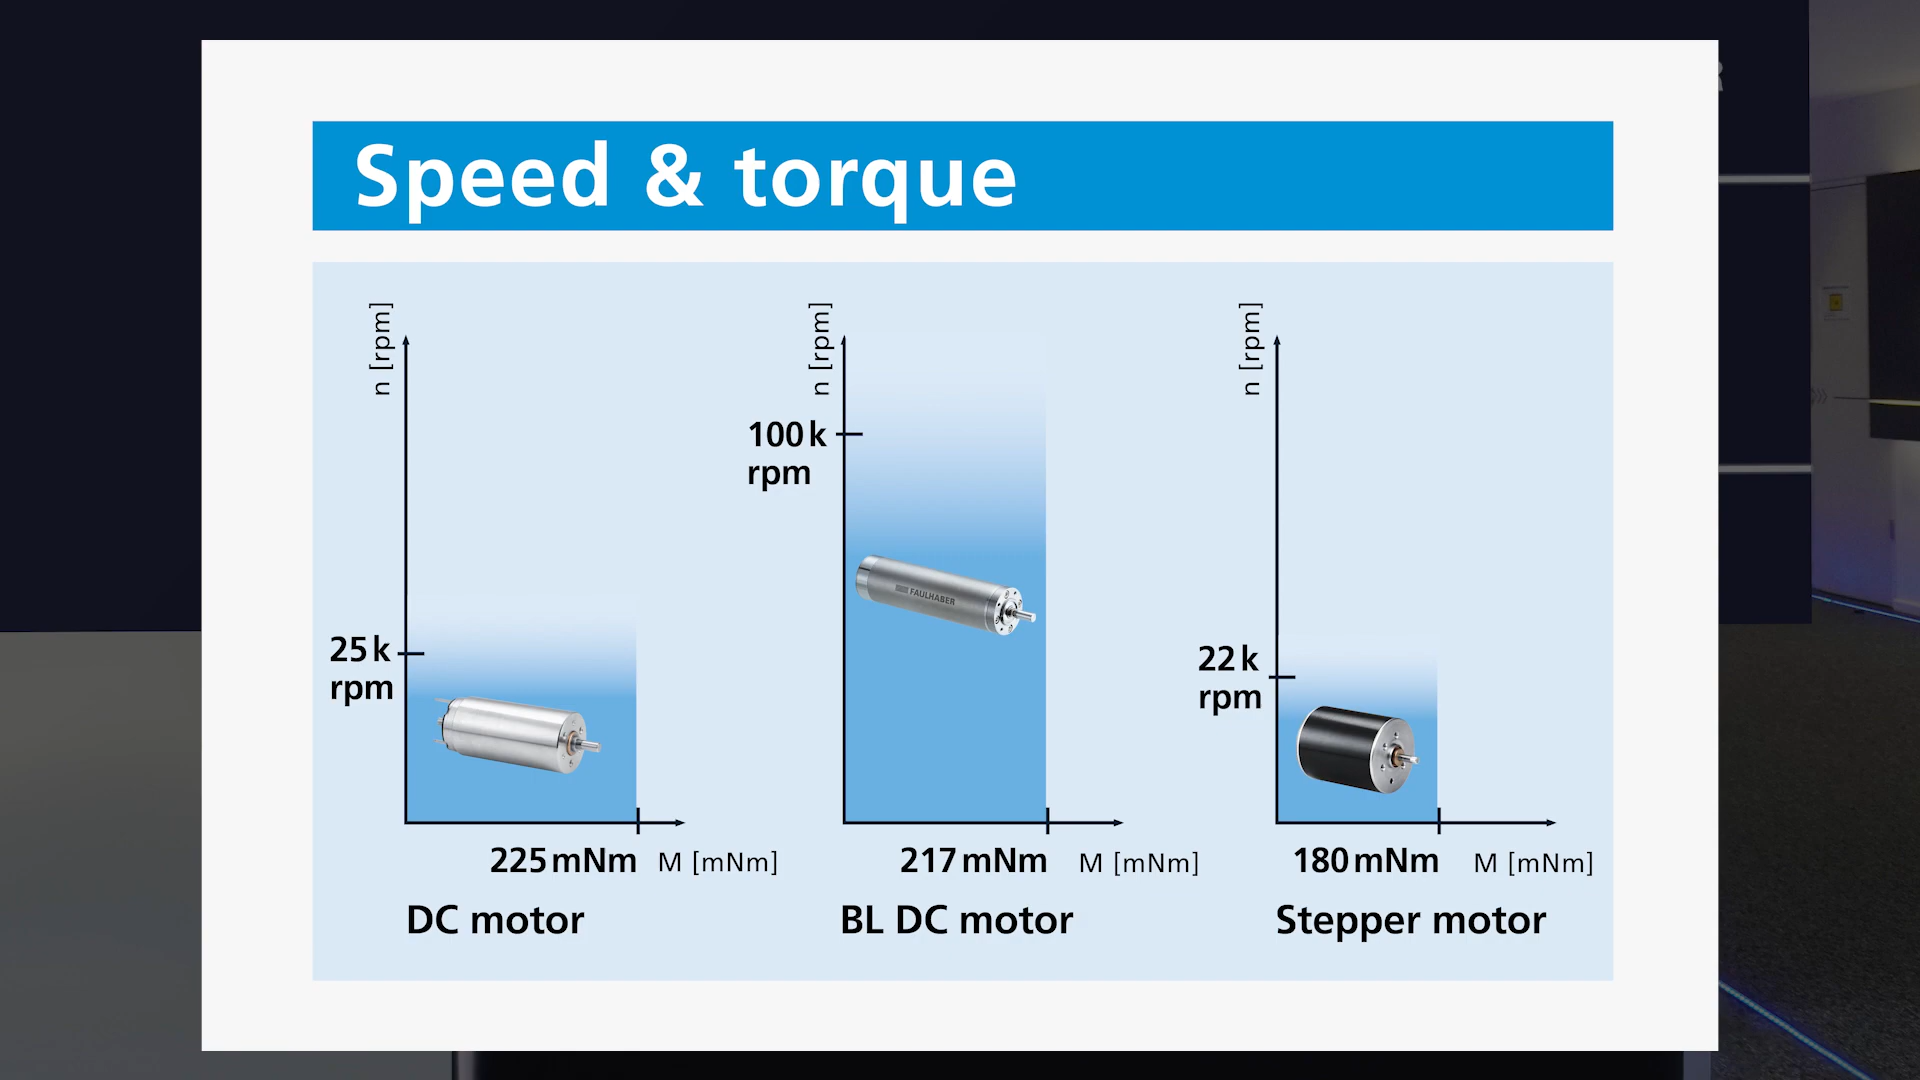 Speed & torque
n [rpm]
100 k
rpm
25 k
rpm
FAULHABER
225 mNm
M [mNm]
DC motor
n [rpm]
217 mNm
M [mNm]
BL DC motor
n [rpm]
22 k
rpm
180 mNm
M [mNm]
Stepper motor
R